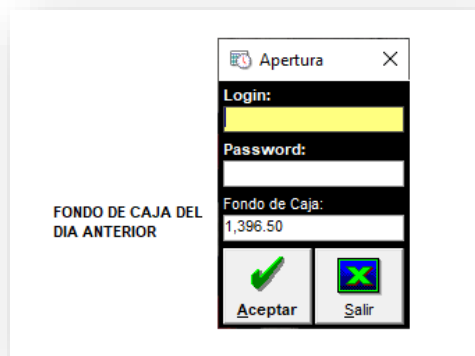 Apertura
Login:
Password:
Fondo de Caja:
FONDO DE CAJA DEL
DIA ANTERIOR
1,396.50
Aceptar
Salir